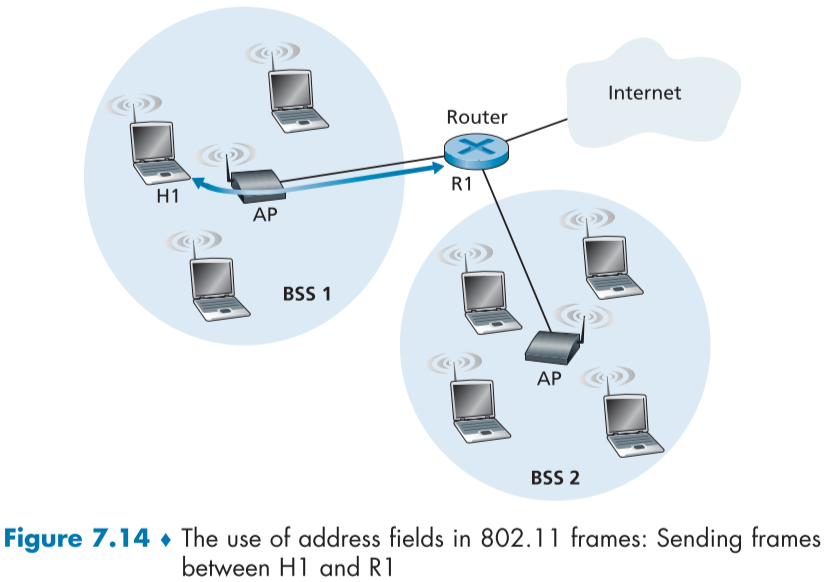 Internet
Router
R1
H1
AP
BSS 1
AP
BSS 2
Figure 7.14 ♦ The use of address fields in 802.11 frames: Sending frames
between H1 and R1